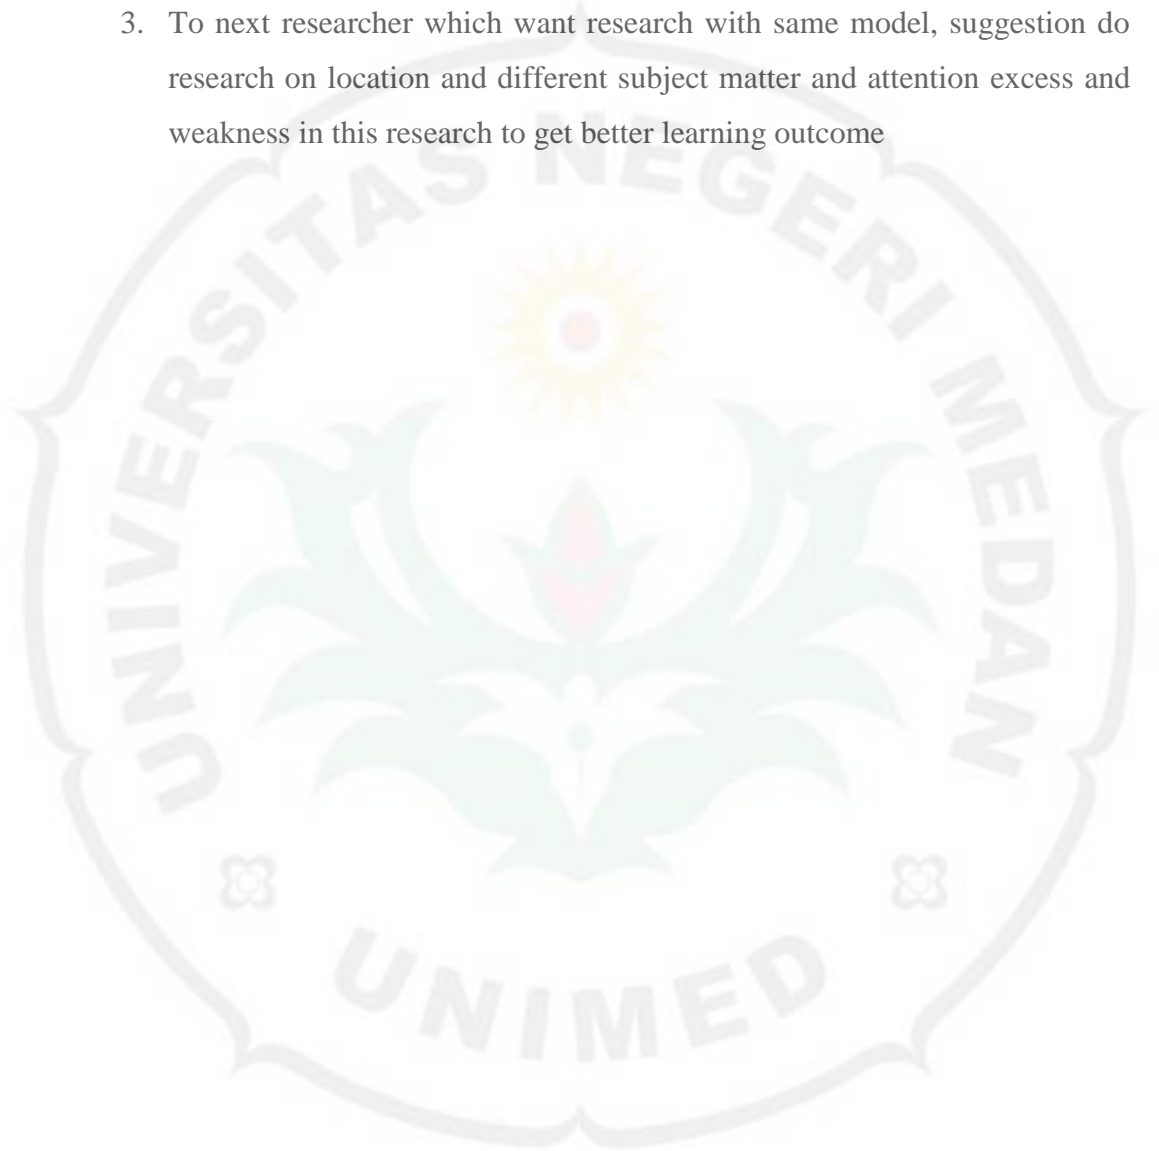 3. To next researcher which want research with same model, suggestion do
research on location and different subject matter and attention excess and
weakness in this research to get better learning outcome
UNIVERSITAS NEGERI MEDAN
UNIMED